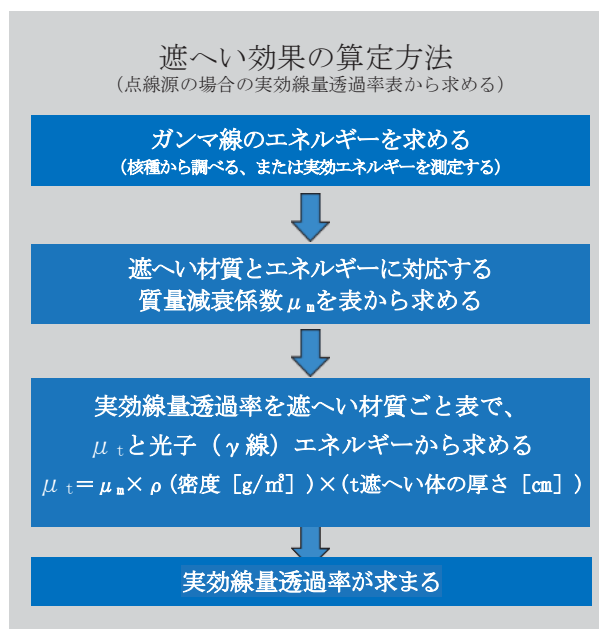 遮へい効果の算定方法
(点線源の場合の実効線量透過率表から求める)
ガンマ線のエネルギーを求める
(核種から調べる、または実効エネルギーを測定する)
遮へい材質とエネルギーに対応する
質量減衰係数μmを表から求める
実効線量透過率を遮へい材質ごと表で、
μtと光子(γ線)エネルギーから求める
μt=μm×ρ(密度[g/㎥])×(t遮へい体の厚さ[㎝])
実効線量透過率が求まる